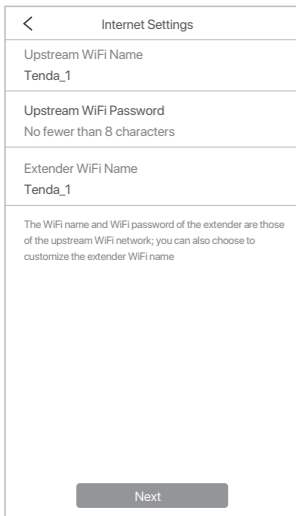 Internet Settings
Upstream WiFi Name
Tenda_1
Upstream WiFi Password
No fewer than 8 characters
Extender WiFi Name
Tenda_1
The WiFi name and WiFi password of the extender are those
of the upstream WiFi network; you can also choose to
customize the extender WiFi name
Next